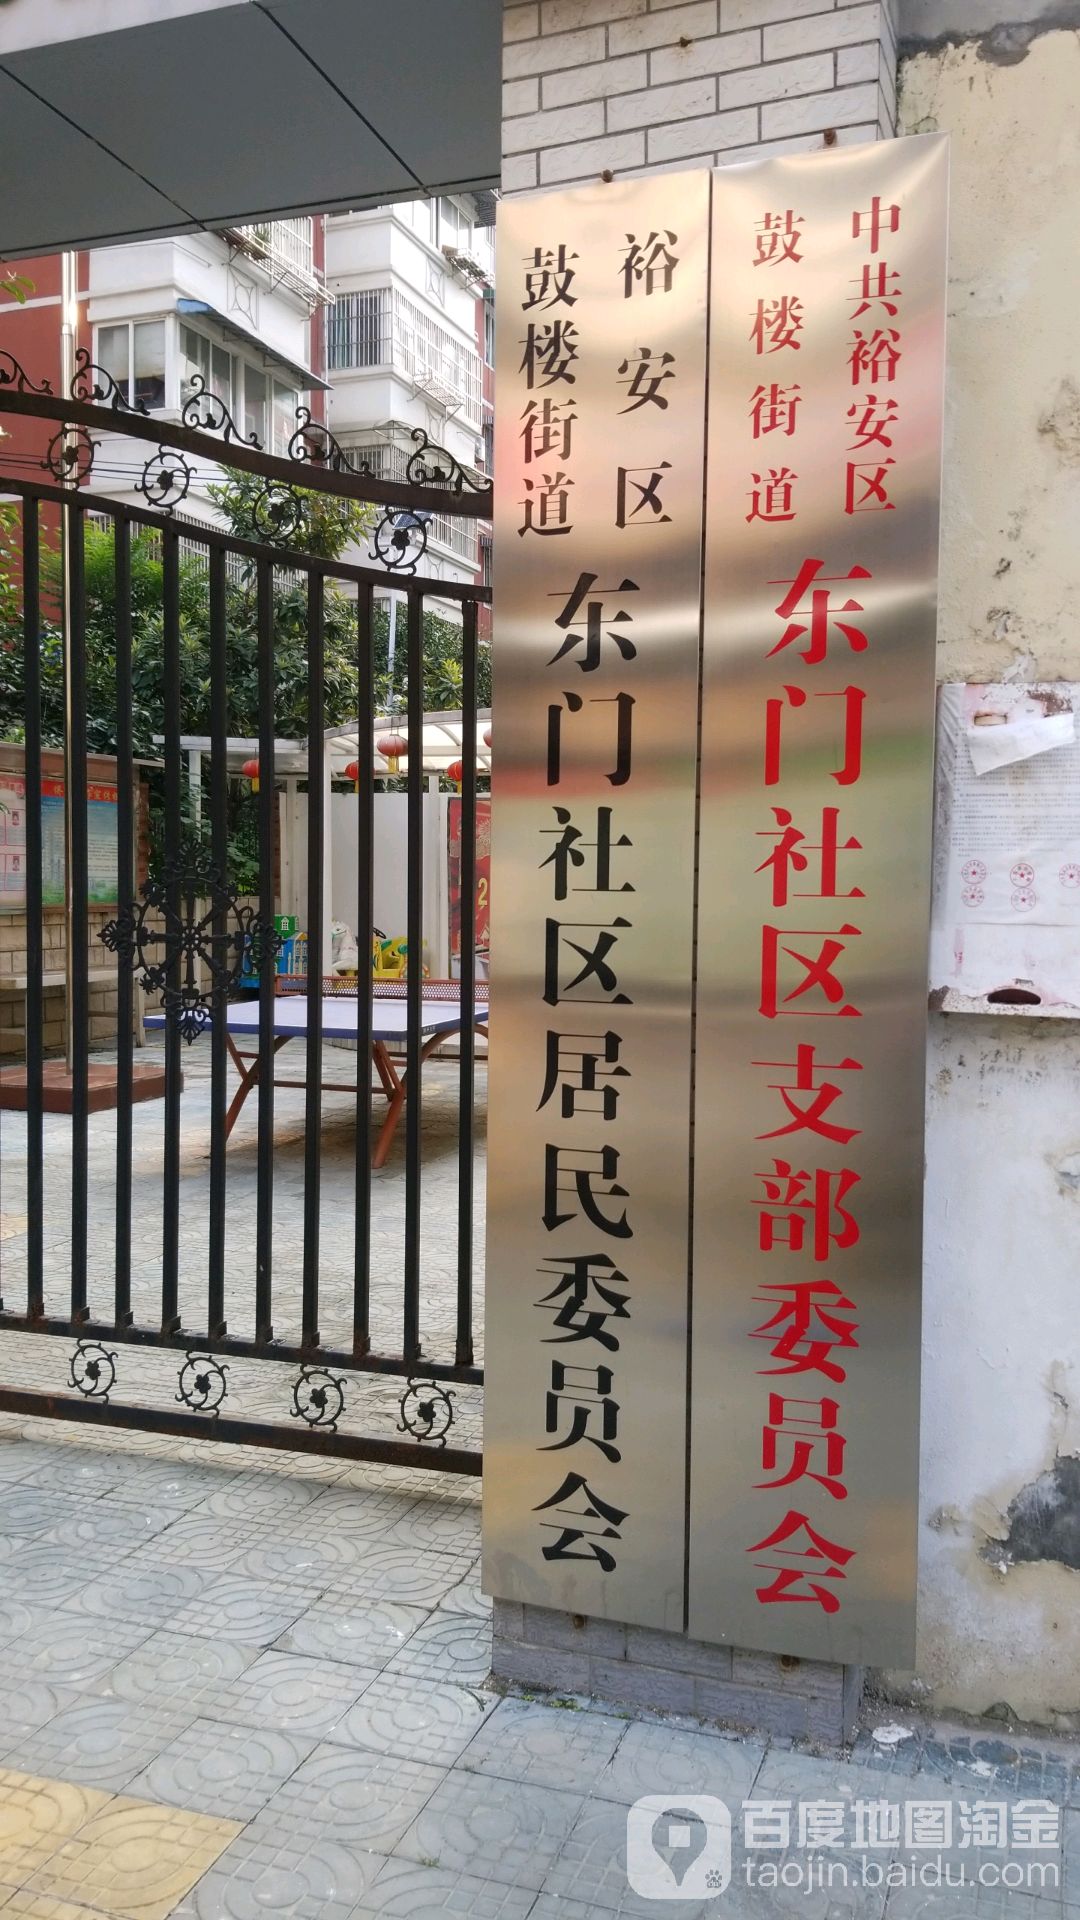 中共裕安区
鼓楼街道
东门社区支部委员会
裕安区
鼓楼街道
东门社区居民委员会
百度地图淘金
taojin.baidu.com